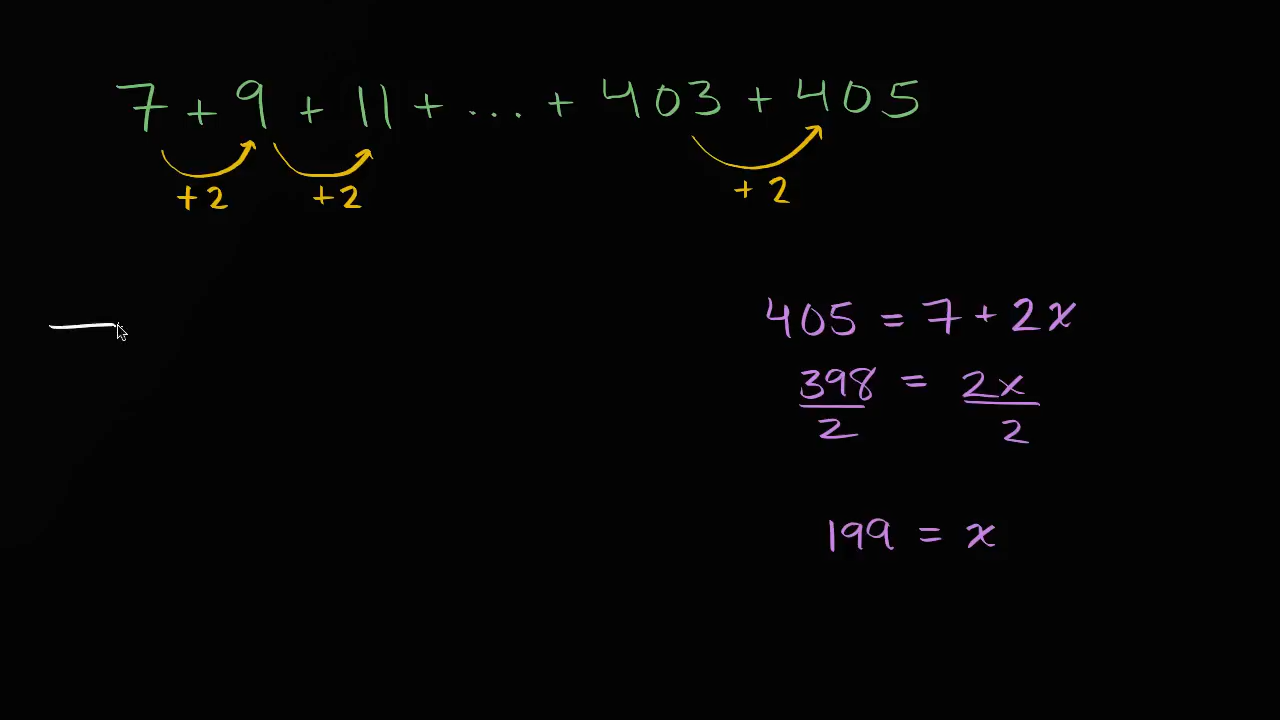 7 + 9 + 11 + ... + 403 + 405
+2 +2 + 2
405 = 7 + 2x
398 = 2x
2 2
199 = x